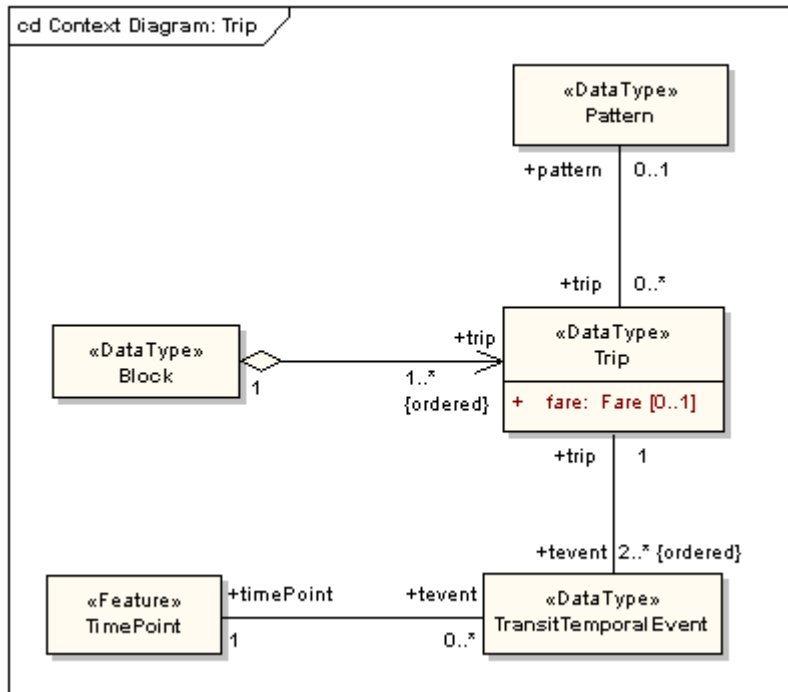 cd Context Diagram: Trip
«DataType»
Pattern
+pattern 0..1
+trip 0..*
«DataType»
Block
1
+trip
1..*
{ordered}
«DataType»
Trip
+ fare: Fare [0..1]
+trip 1
+tevent 2..* {ordered}
«Feature»
TimePoint
+timePoint
1
+tevent
0..*
«DataType»
TransitTemporalEvent